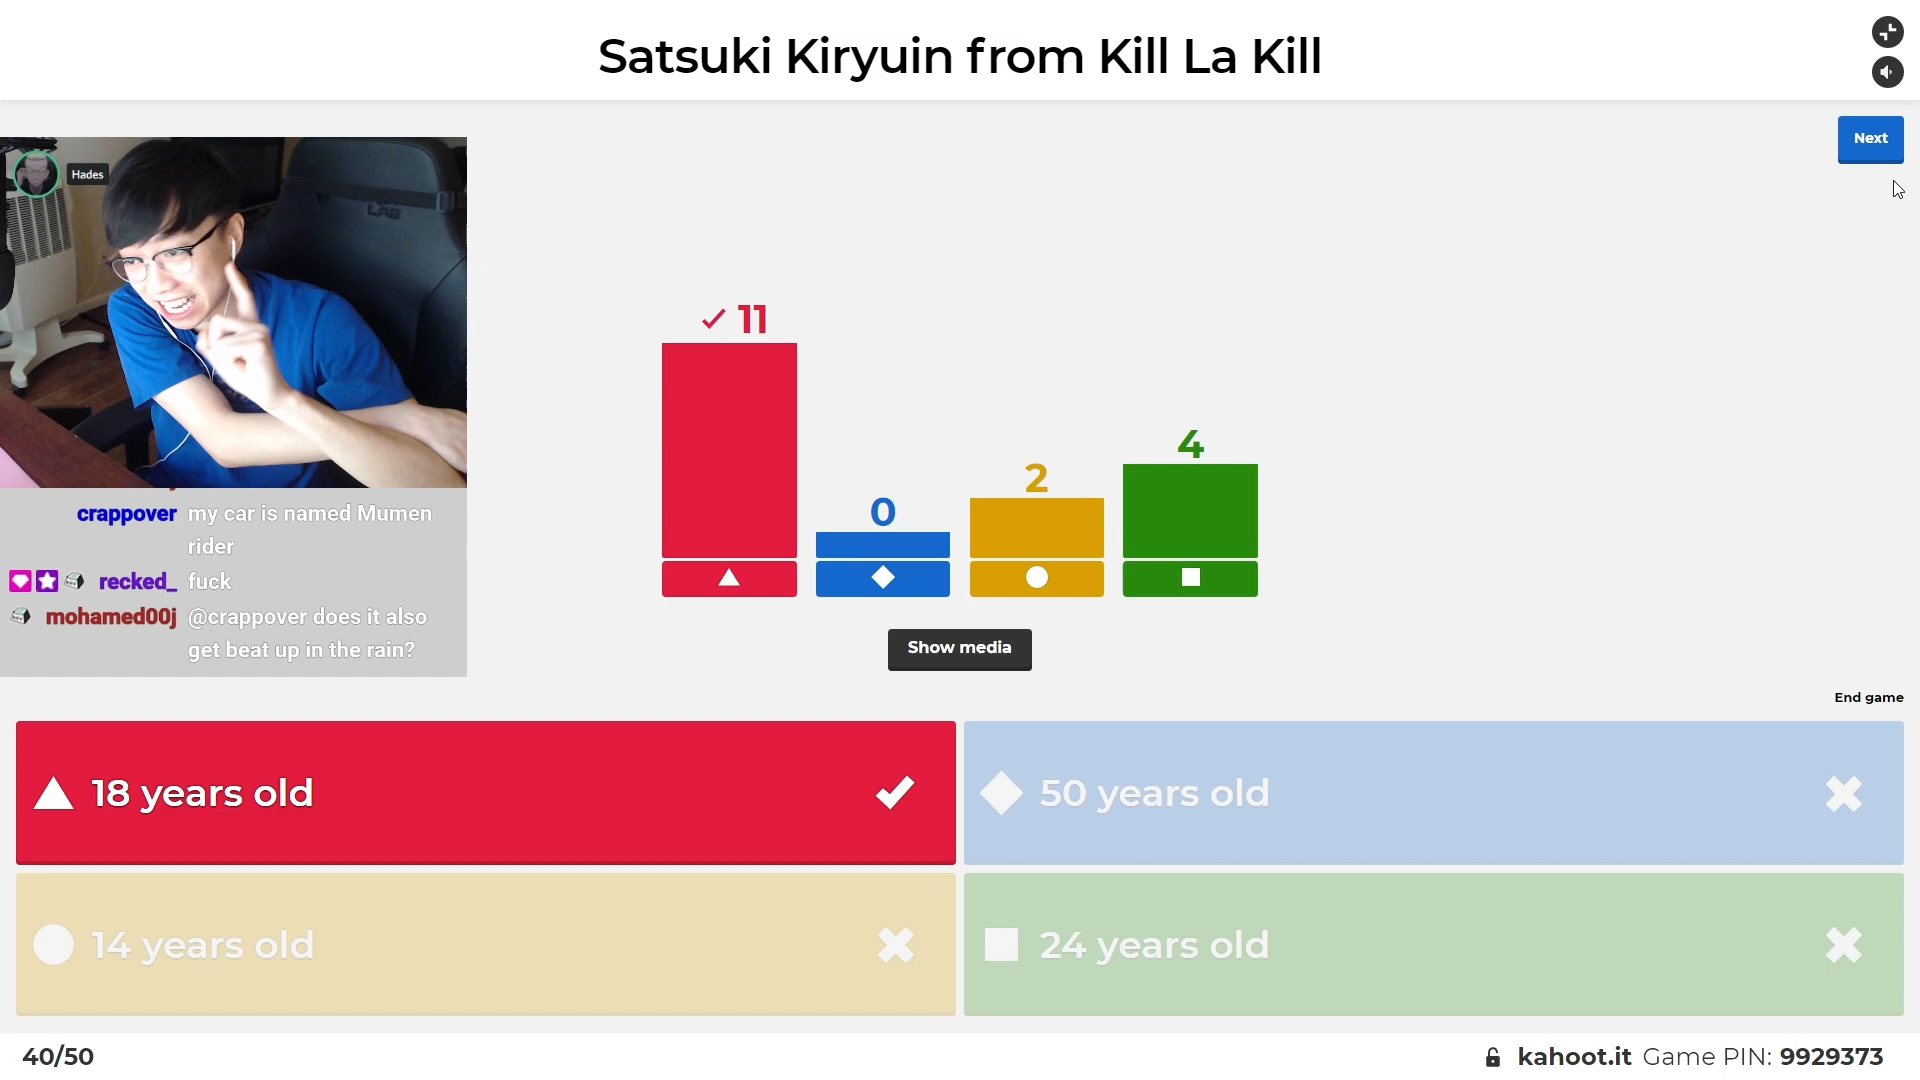 Satsuki Kiryuin from Kill La Kill
Next
Hades
LAB
11
0
2
4
crappover my car is named Mumen
rider
recked_ fuck
mohamed00j @crappover does it also
get beat up in the rain?
Show media
End game
18 years old
50 years old
14 years old
24 years old
40/50
kahoot.it Game PIN: 9929373